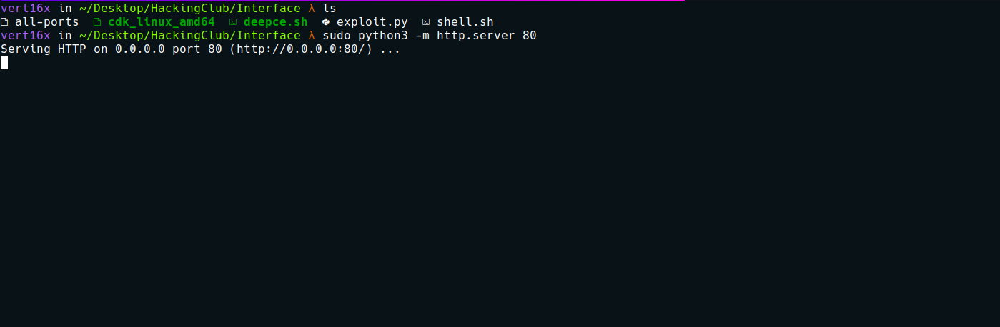 vert16x in ~/Desktop/HackingClub/Interface λ ls
all-ports cdk_linux_amd64 deepce.sh exploit.py shell.sh
vert16x in ~/Desktop/HackingClub/Interface λ sudo python3 -m http.server 80
Serving HTTP on 0.0.0.0 port 80 (http://0.0.0.0:80/) ...